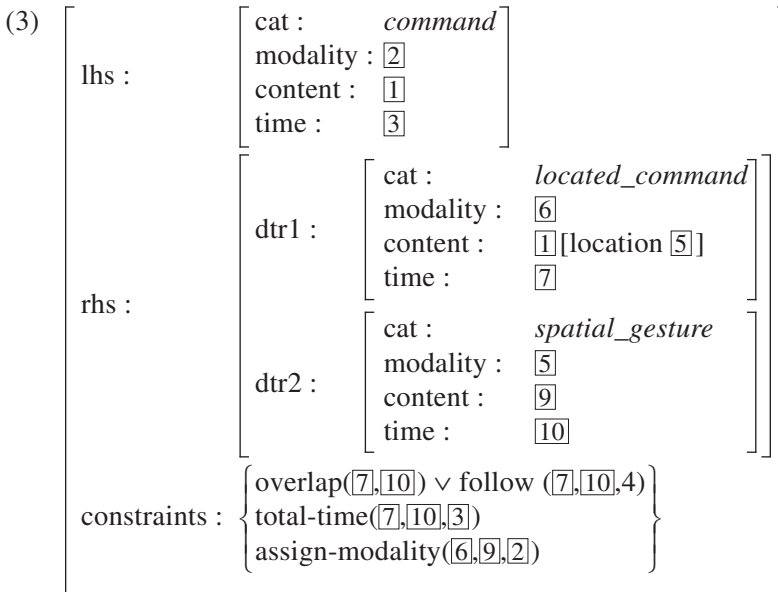 (3)
cat : command
modality : 2
lhs :
content : 1
time : 3
cat : located_command
modality : 6
dtr1 :
content : 1 [location 5]
time : 7
rhs :
cat : spatial_gesture
modality : 5
dtr2 :
content : 9
time : 10
overlap(7,10) ∨ follow (7,10,4)
constraints : total-time(7,10,3)
assign-modality(6,9,2)